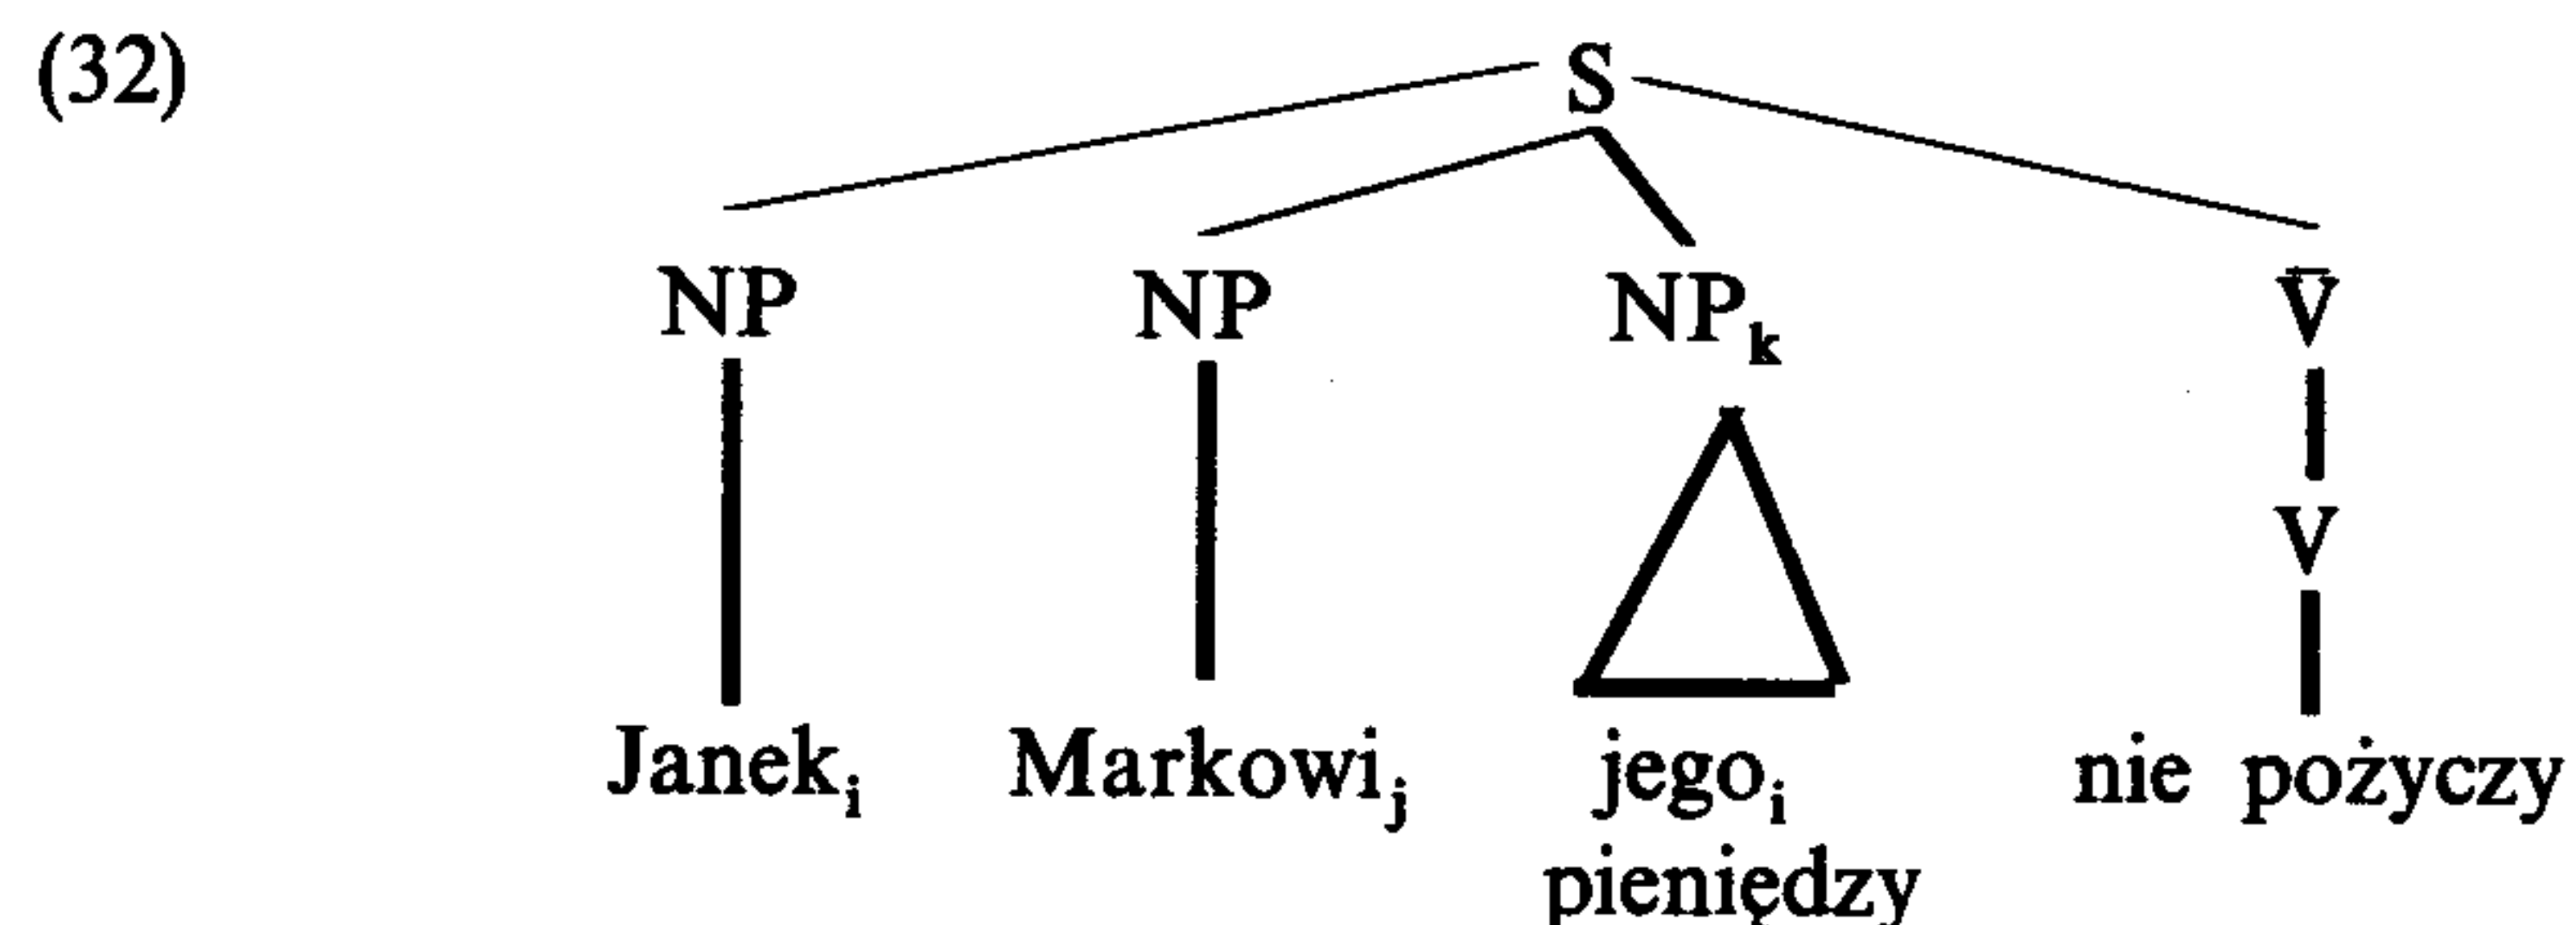 (32) S
NP NP NPk V̄
V
Janeki Markowij jegoi nie pożyczy
pieniędzy